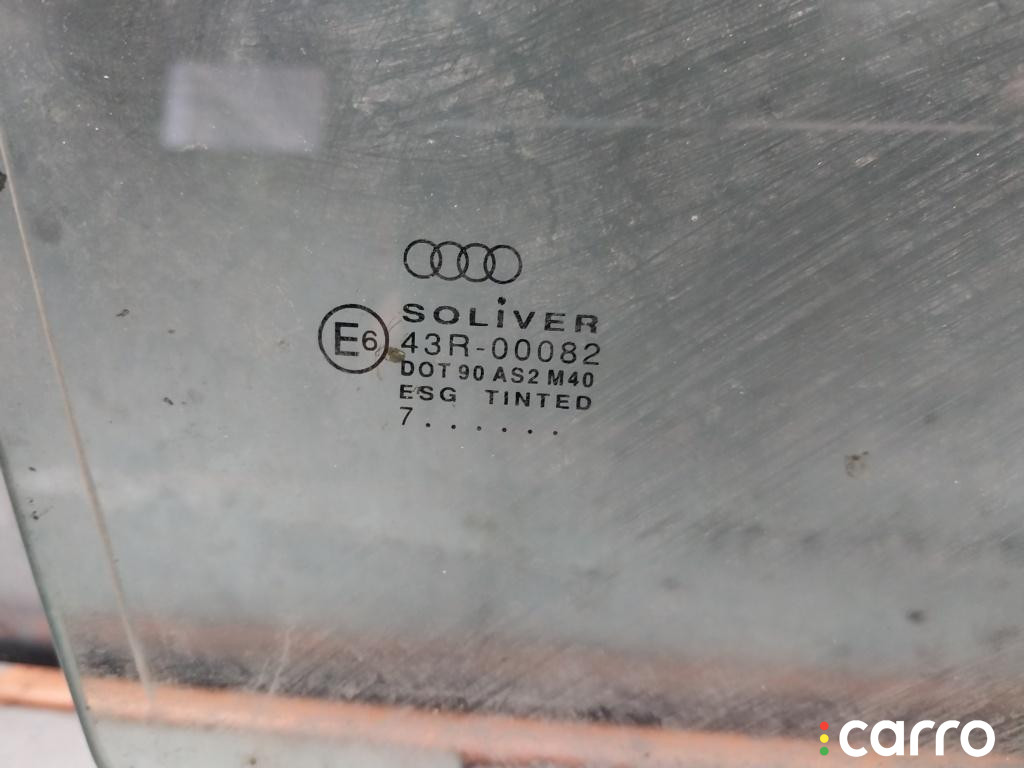 SOLiVER
E6
43R-00082
DOT 90 AS2 M40
ESG TINTED
7......
carro